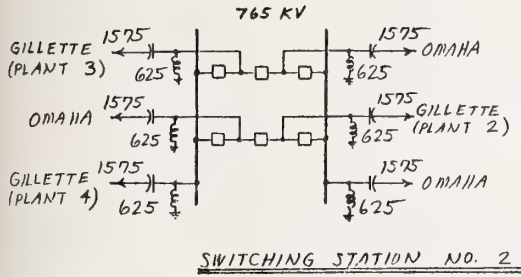 765 KV
1575
GILLETTE
(PLANT 3)
625
1575
OMAHA
625
1575
OMAHA
625
1575
GILLETTE
(PLANT 2)
625
1575
GILLETTE
(PLANT 4)
625
1575
OMAHA
625
SWITCHING STATION NO. 2